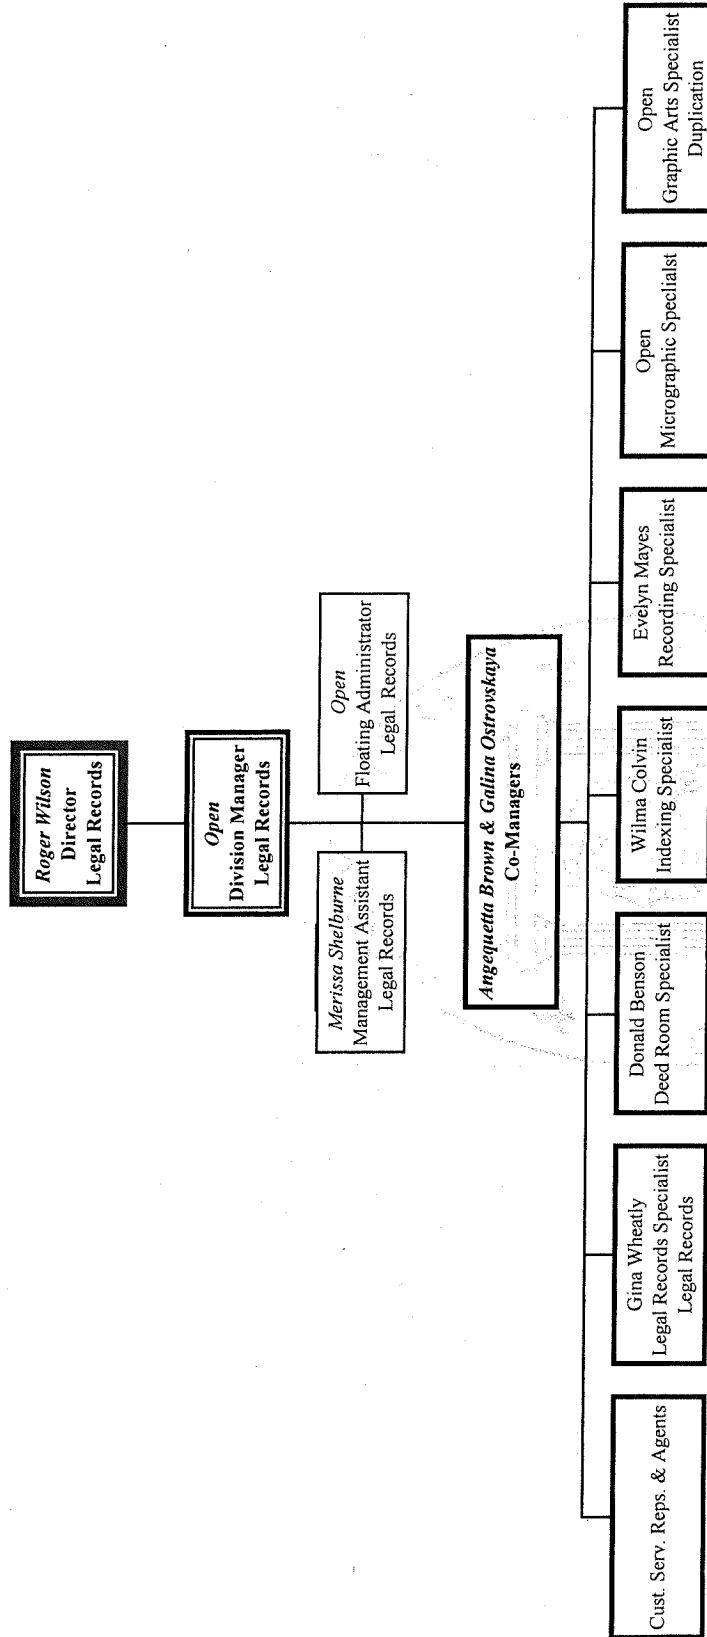 Roger Wilson
Director
Legal Records
Open
Division Manager
Legal Records
Merissa Shelburne
Management Assistant
Legal Records
Open
Floating Administrator
Legal Records
Angequetta Brown & Galina Ostrovskaya
Co-Managers
Cust. Serv. Reps. & Agents
Gina Wheatly
Legal Records Specialist
Legal Records
Donald Benson
Deed Room Specialist
Wilma Colvin
Indexing Specialist
Evelyn Mayes
Recording Specialist
Open
Micrographic Speclialst
Open
Graphic Arts Specialist
Duplication